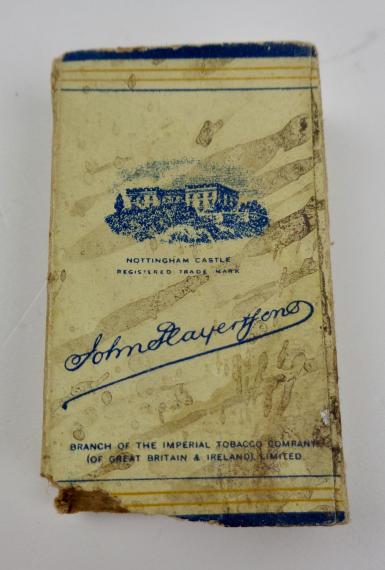 NOTTINGHAM CASTLE
REGISTERED TRADE MARK
John Player & Sons
BRANCH OF THE IMPERIAL TOBACCO COMPANY
(OF GREAT BRITAIN & IRELAND), LIMITED.